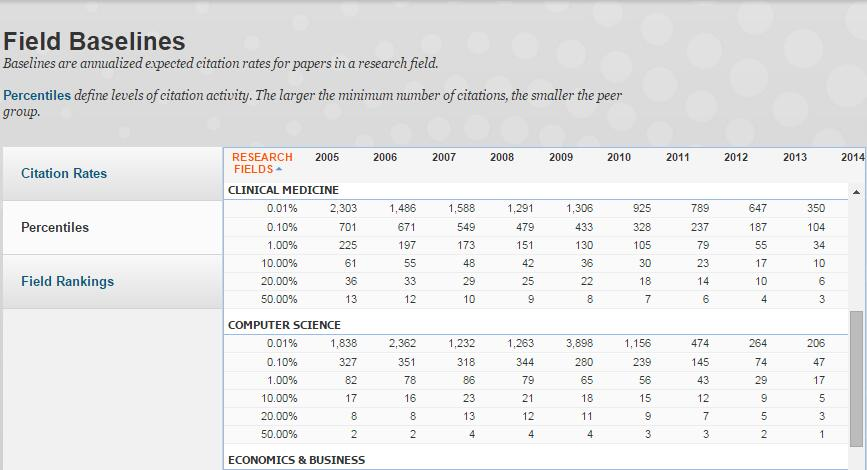 Field Baselines
Baselines are annualized expected citation rates for papers in a research field.
Percentiles define levels of citation activity. The larger the minimum number of citations, the smaller the peer
group.
Citation Rates
Percentiles
Field Rankings
RESEARCH FIELDS 2005 2006 2007 2008 2009 2010 2011 2012 2013 2014
CLINICAL MEDICINE
0.01% 2,303 1,486 1,588 1,291 1,306 925 789 647 350
0.10% 701 671 549 479 433 328 237 187 104
1.00% 225 197 173 151 130 105 79 55 34
10.00% 61 55 48 42 36 30 23 17 10
20.00% 36 33 29 25 22 18 14 10 6
50.00% 13 12 10 9 8 7 6 4 3
COMPUTER SCIENCE
0.01% 1,838 2,362 1,232 1,263 3,898 1,156 474 264 206
0.10% 327 351 318 344 280 239 145 74 47
1.00% 82 78 86 79 65 56 43 29 17
10.00% 17 16 23 21 18 15 12 9 5
20.00% 8 8 13 12 11 9 7 5 3
50.00% 2 2 4 4 4 3 3 2 1
ECONOMICS & BUSINESS